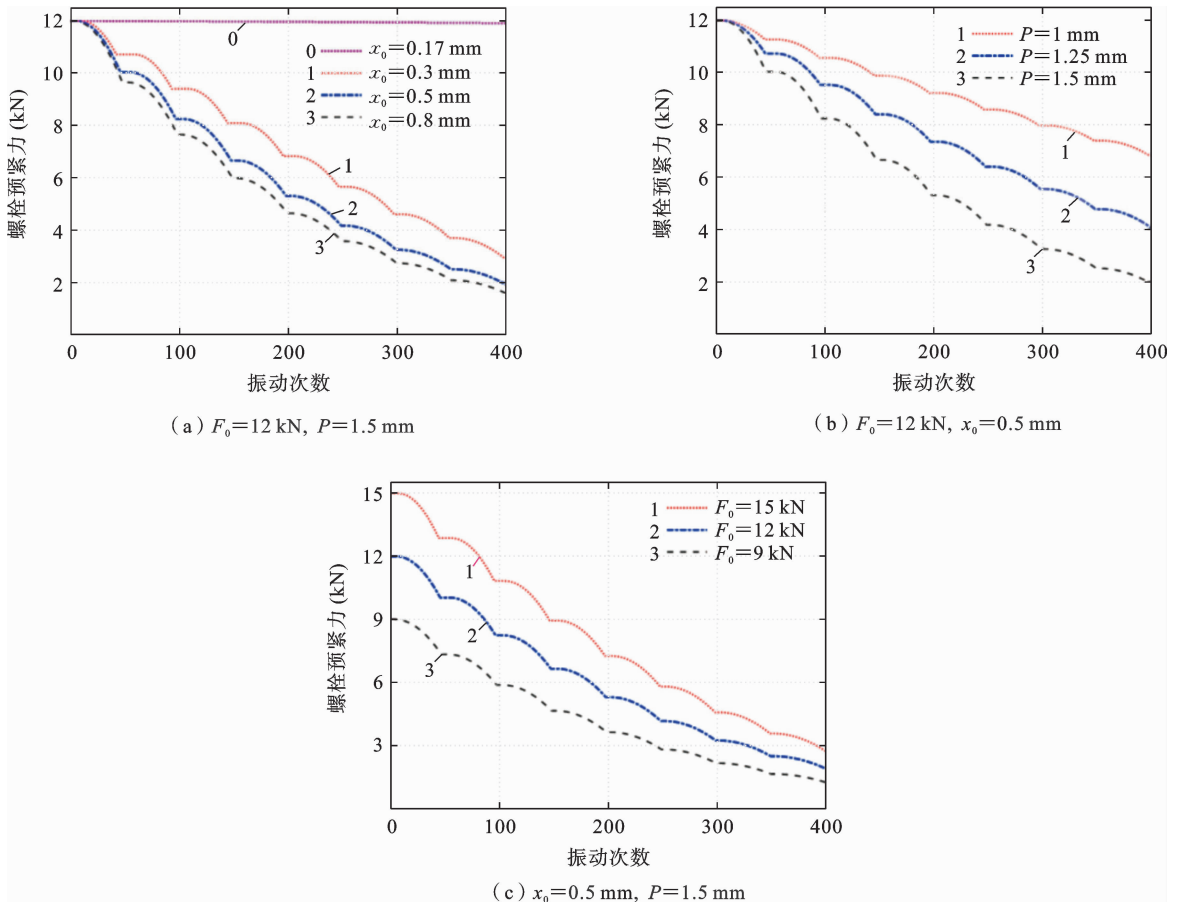 12
10
8
6
4
2
0 100 200 300 400
螺栓预紧力 (kN)
振动次数
0 x₀=0.17 mm
1 x₀=0.3 mm
2 x₀=0.5 mm
3 x₀=0.8 mm
0
1
2
3
(a) F₀=12 kN, P=1.5 mm
12
10
8
6
4
2
0 100 200 300 400
螺栓预紧力 (kN)
振动次数
1 P=1 mm
2 P=1.25 mm
3 P=1.5 mm
1
2
3
(b) F₀=12 kN, x₀=0.5 mm
15
12
9
6
3
0 100 200 300 400
螺栓预紧力 (kN)
振动次数
1 F₀=15 kN
2 F₀=12 kN
3 F₀=9 kN
1
2
3
(c) x₀=0.5 mm, P=1.5 mm